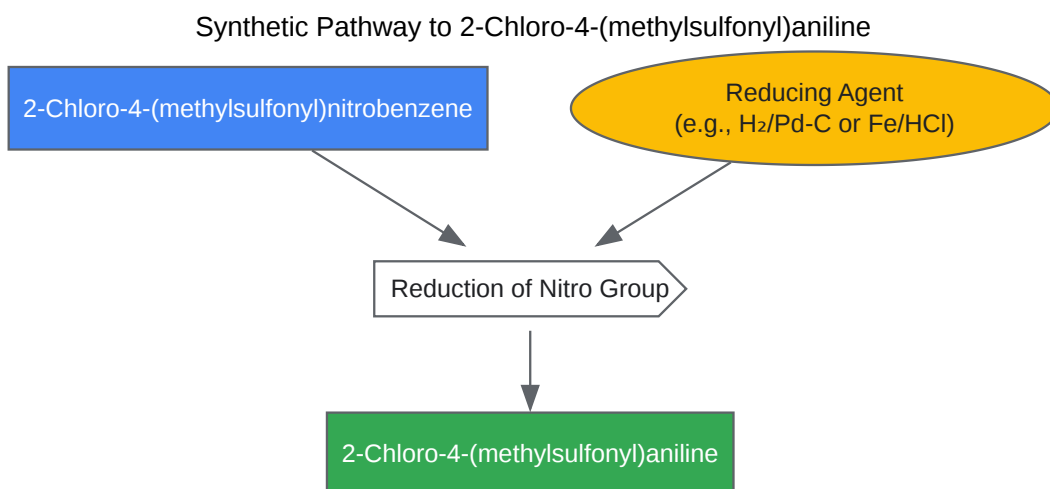 Synthetic Pathway to 2-Chloro-4-(methylsulfonyl)aniline
2-Chloro-4-(methylsulfonyl)nitrobenzene
Reducing Agent
(e.g., H₂/Pd-C or Fe/HCl)
Reduction of Nitro Group
2-Chloro-4-(methylsulfonyl)aniline